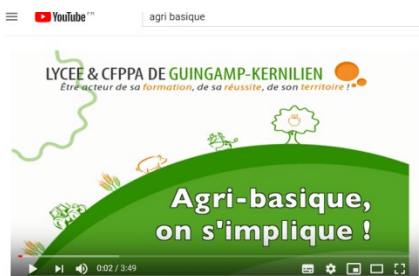 YouTube FR
agri basique
LYCEE & CFPPA DE GUINGAMP-KERNILIEN
Être acteur de sa formation, de sa réussite, de son territoire !
Agri-basique,
on s'implique !
0:02 / 3:49